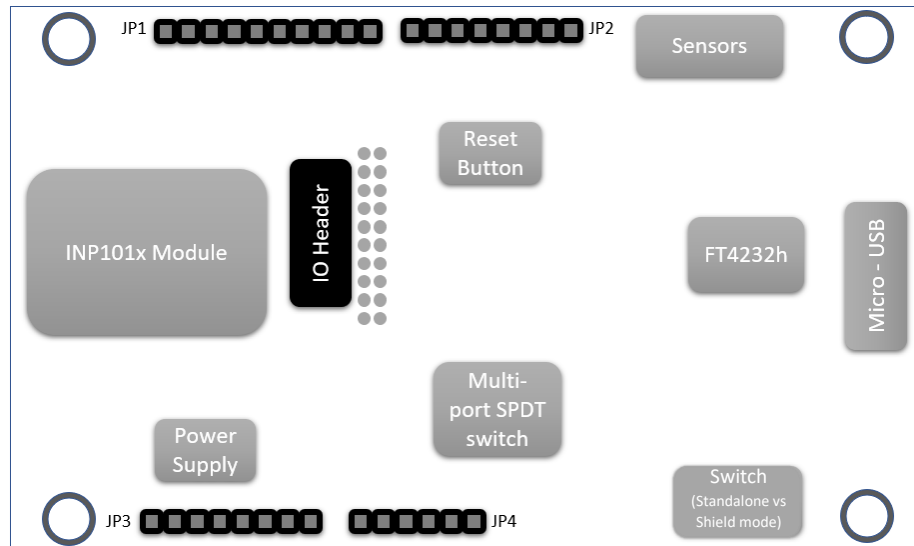 JP1
JP2
Sensors
Reset
Button
INP101x Module
IO Header
FT4232h
Micro - USB
Multi-
port SPDT
switch
Power
Supply
Switch
(Standalone vs
Shield mode)
JP3
JP4